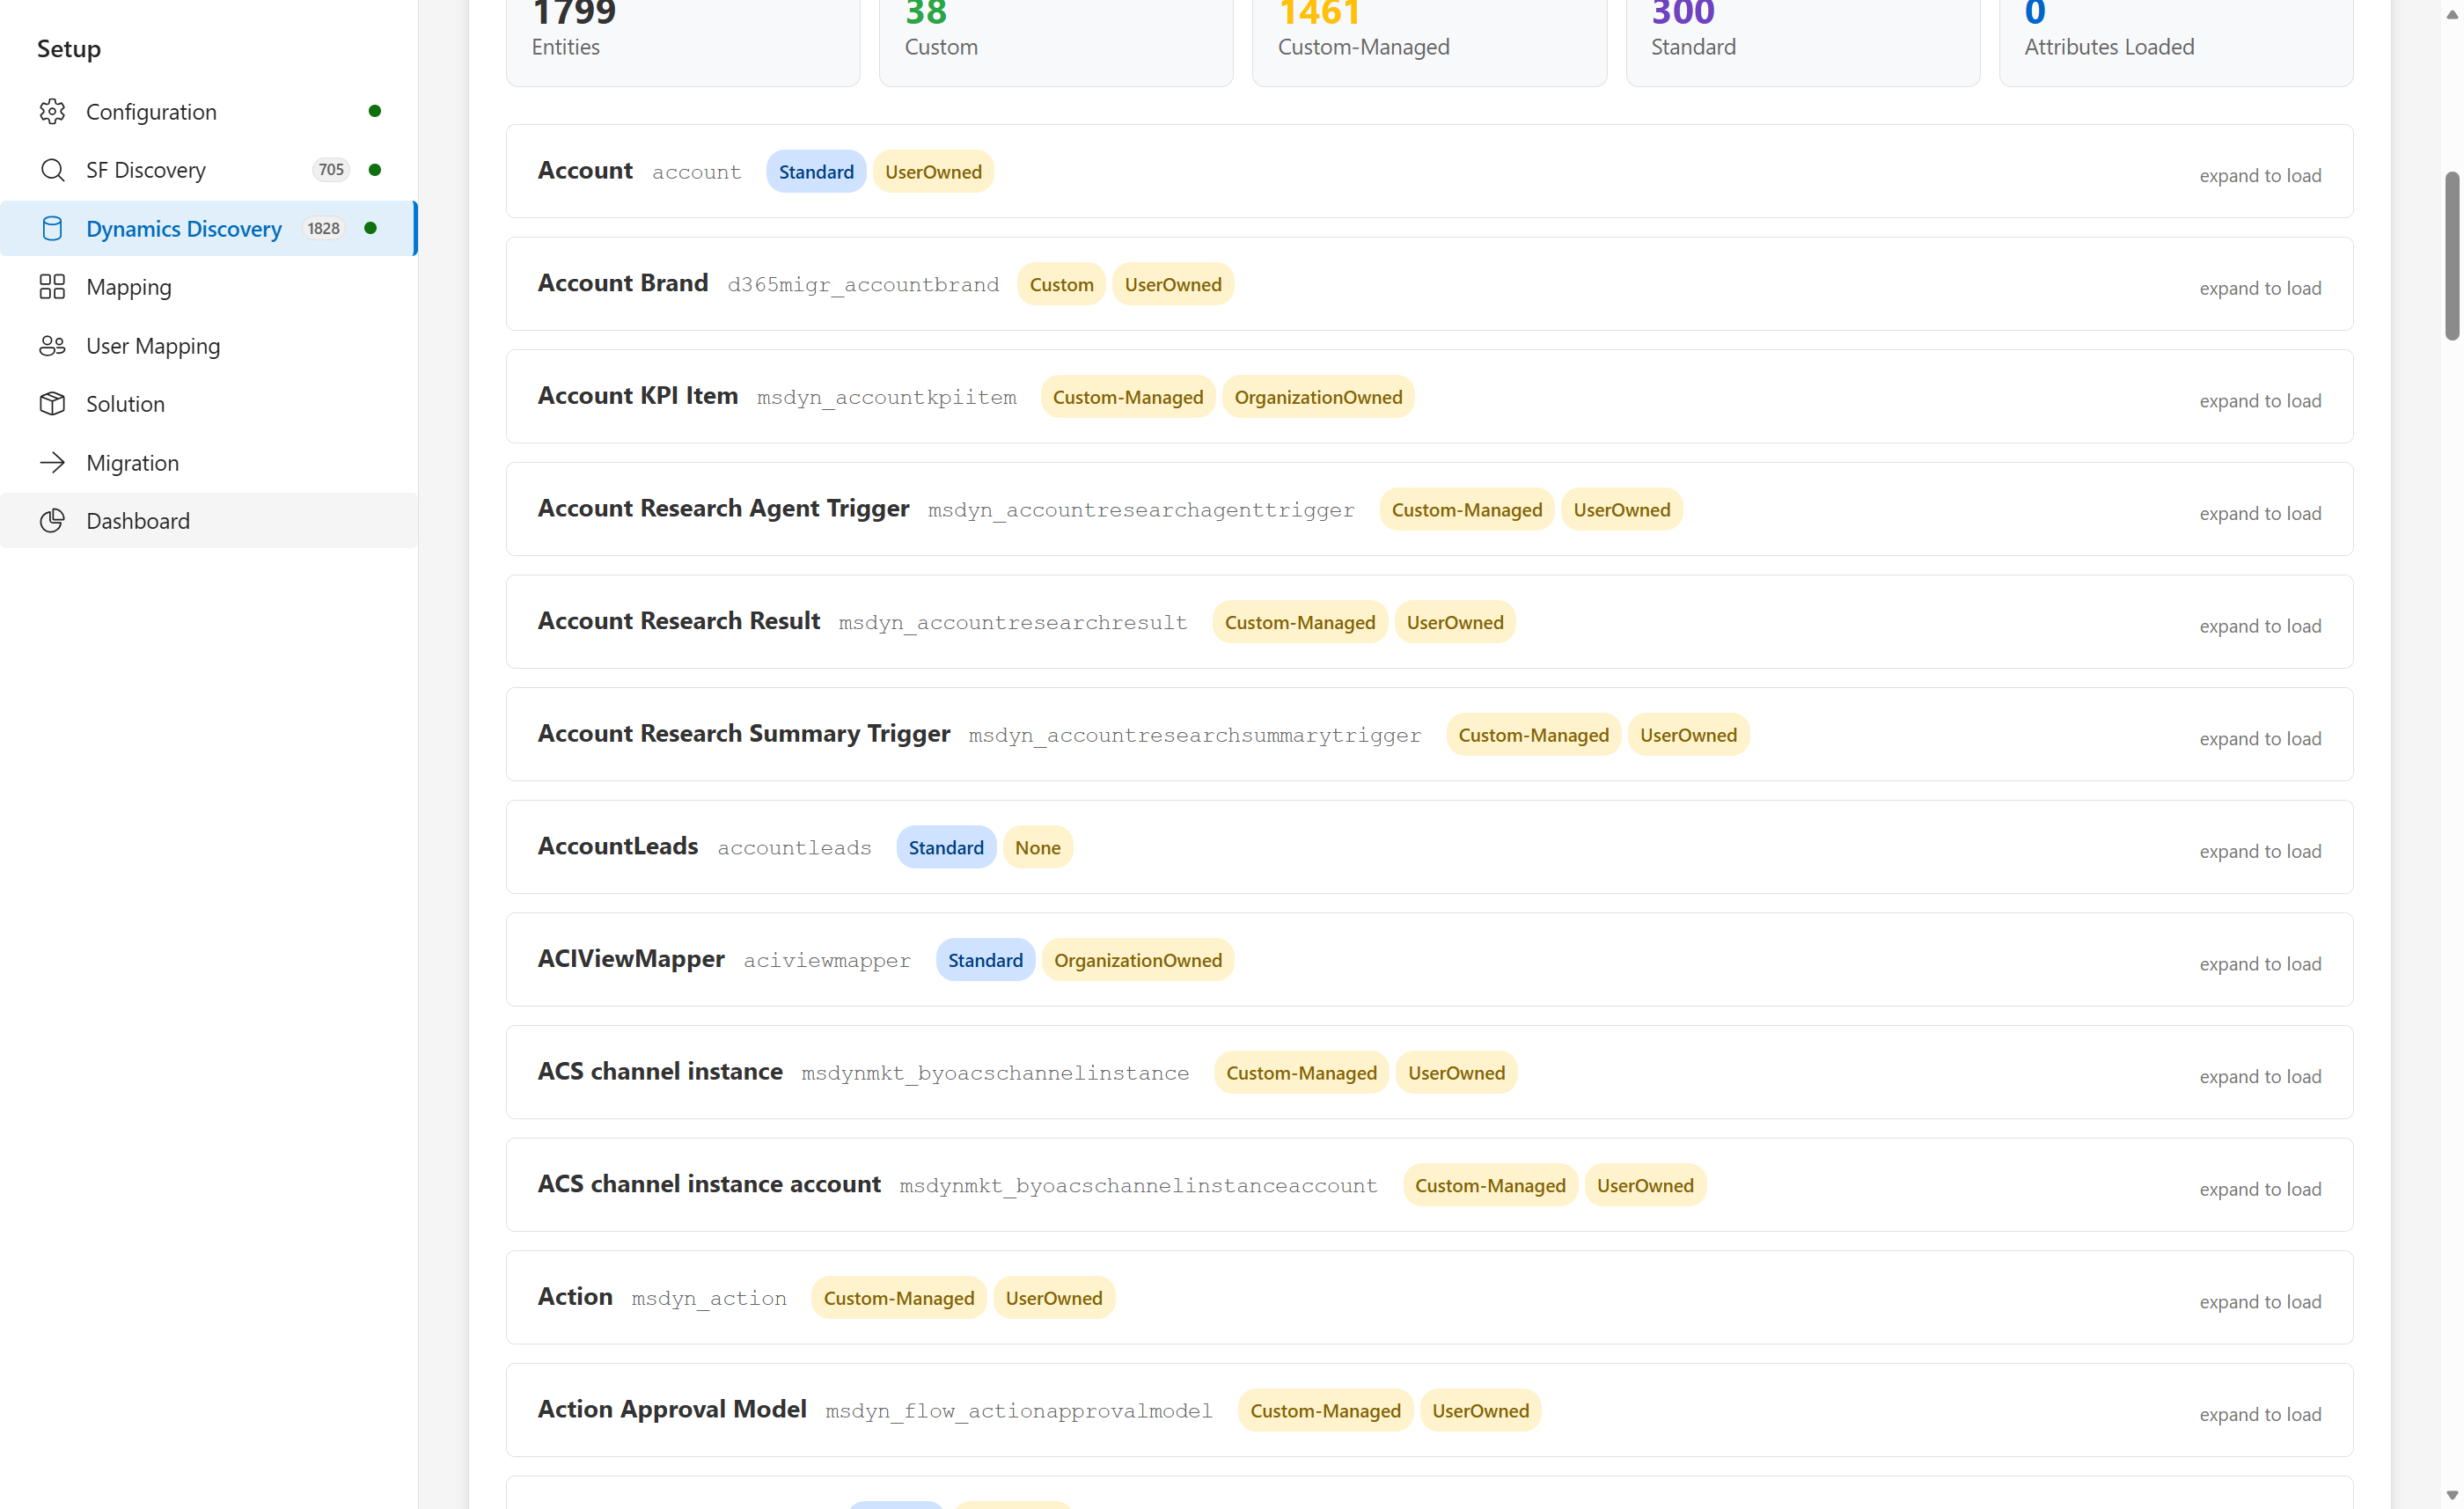 Setup
Configuration
SF Discovery 705
Dynamics Discovery 1828
Mapping
User Mapping
Solution
Migration
Dashboard
1799
Entities
38
Custom
1461
Custom-Managed
300
Standard
0
Attributes Loaded
Account account Standard UserOwned expand to load
Account Brand d365migr_accountbrand Custom UserOwned expand to load
Account KPI Item msdyn_accountkpiitem Custom-Managed OrganizationOwned expand to load
Account Research Agent Trigger msdyn_accountresearchagenttrigger Custom-Managed UserOwned expand to load
Account Research Result msdyn_accountresearchresult Custom-Managed UserOwned expand to load
Account Research Summary Trigger msdyn_accountresearchsummarytrigger Custom-Managed UserOwned expand to load
AccountLeads accountleads Standard None expand to load
ACIViewMapper aciviewmapper Standard OrganizationOwned expand to load
ACS channel instance msdynmkt_byoacschannelinstance Custom-Managed UserOwned expand to load
ACS channel instance account msdynmkt_byoacschannelinstanceaccount Custom-Managed UserOwned expand to load
Action msdyn_action Custom-Managed UserOwned expand to load
Action Approval Model msdyn_flow_actionapprovalmodel Custom-Managed UserOwned expand to load